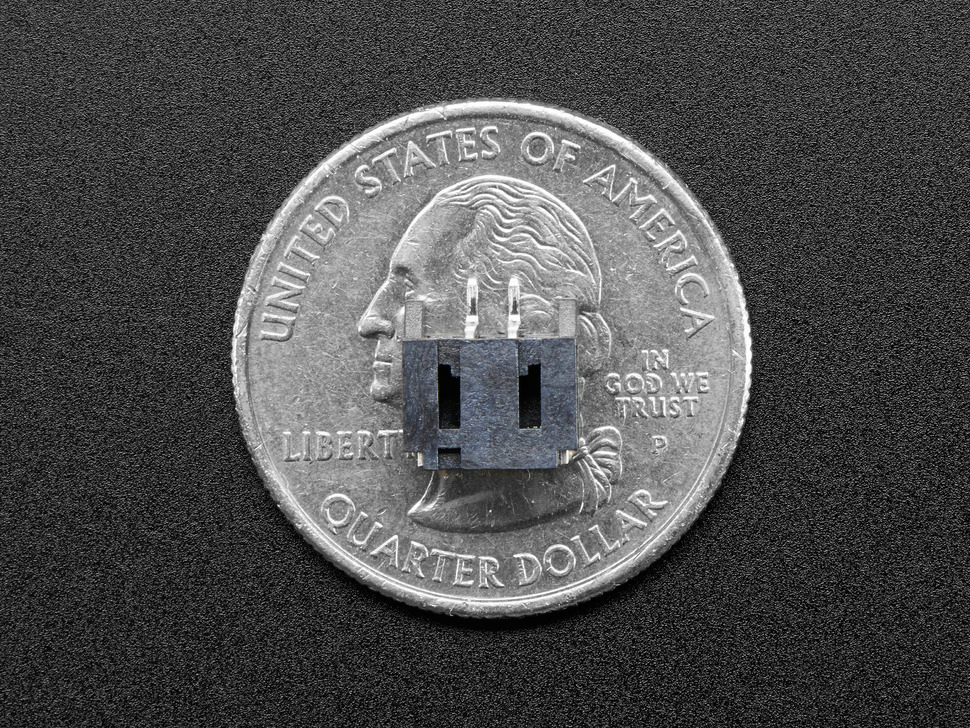 UNITED STATES OF AMERICA
IN
GOD WE
TRUST
LIBERT
P
QUARTER DOLLAR